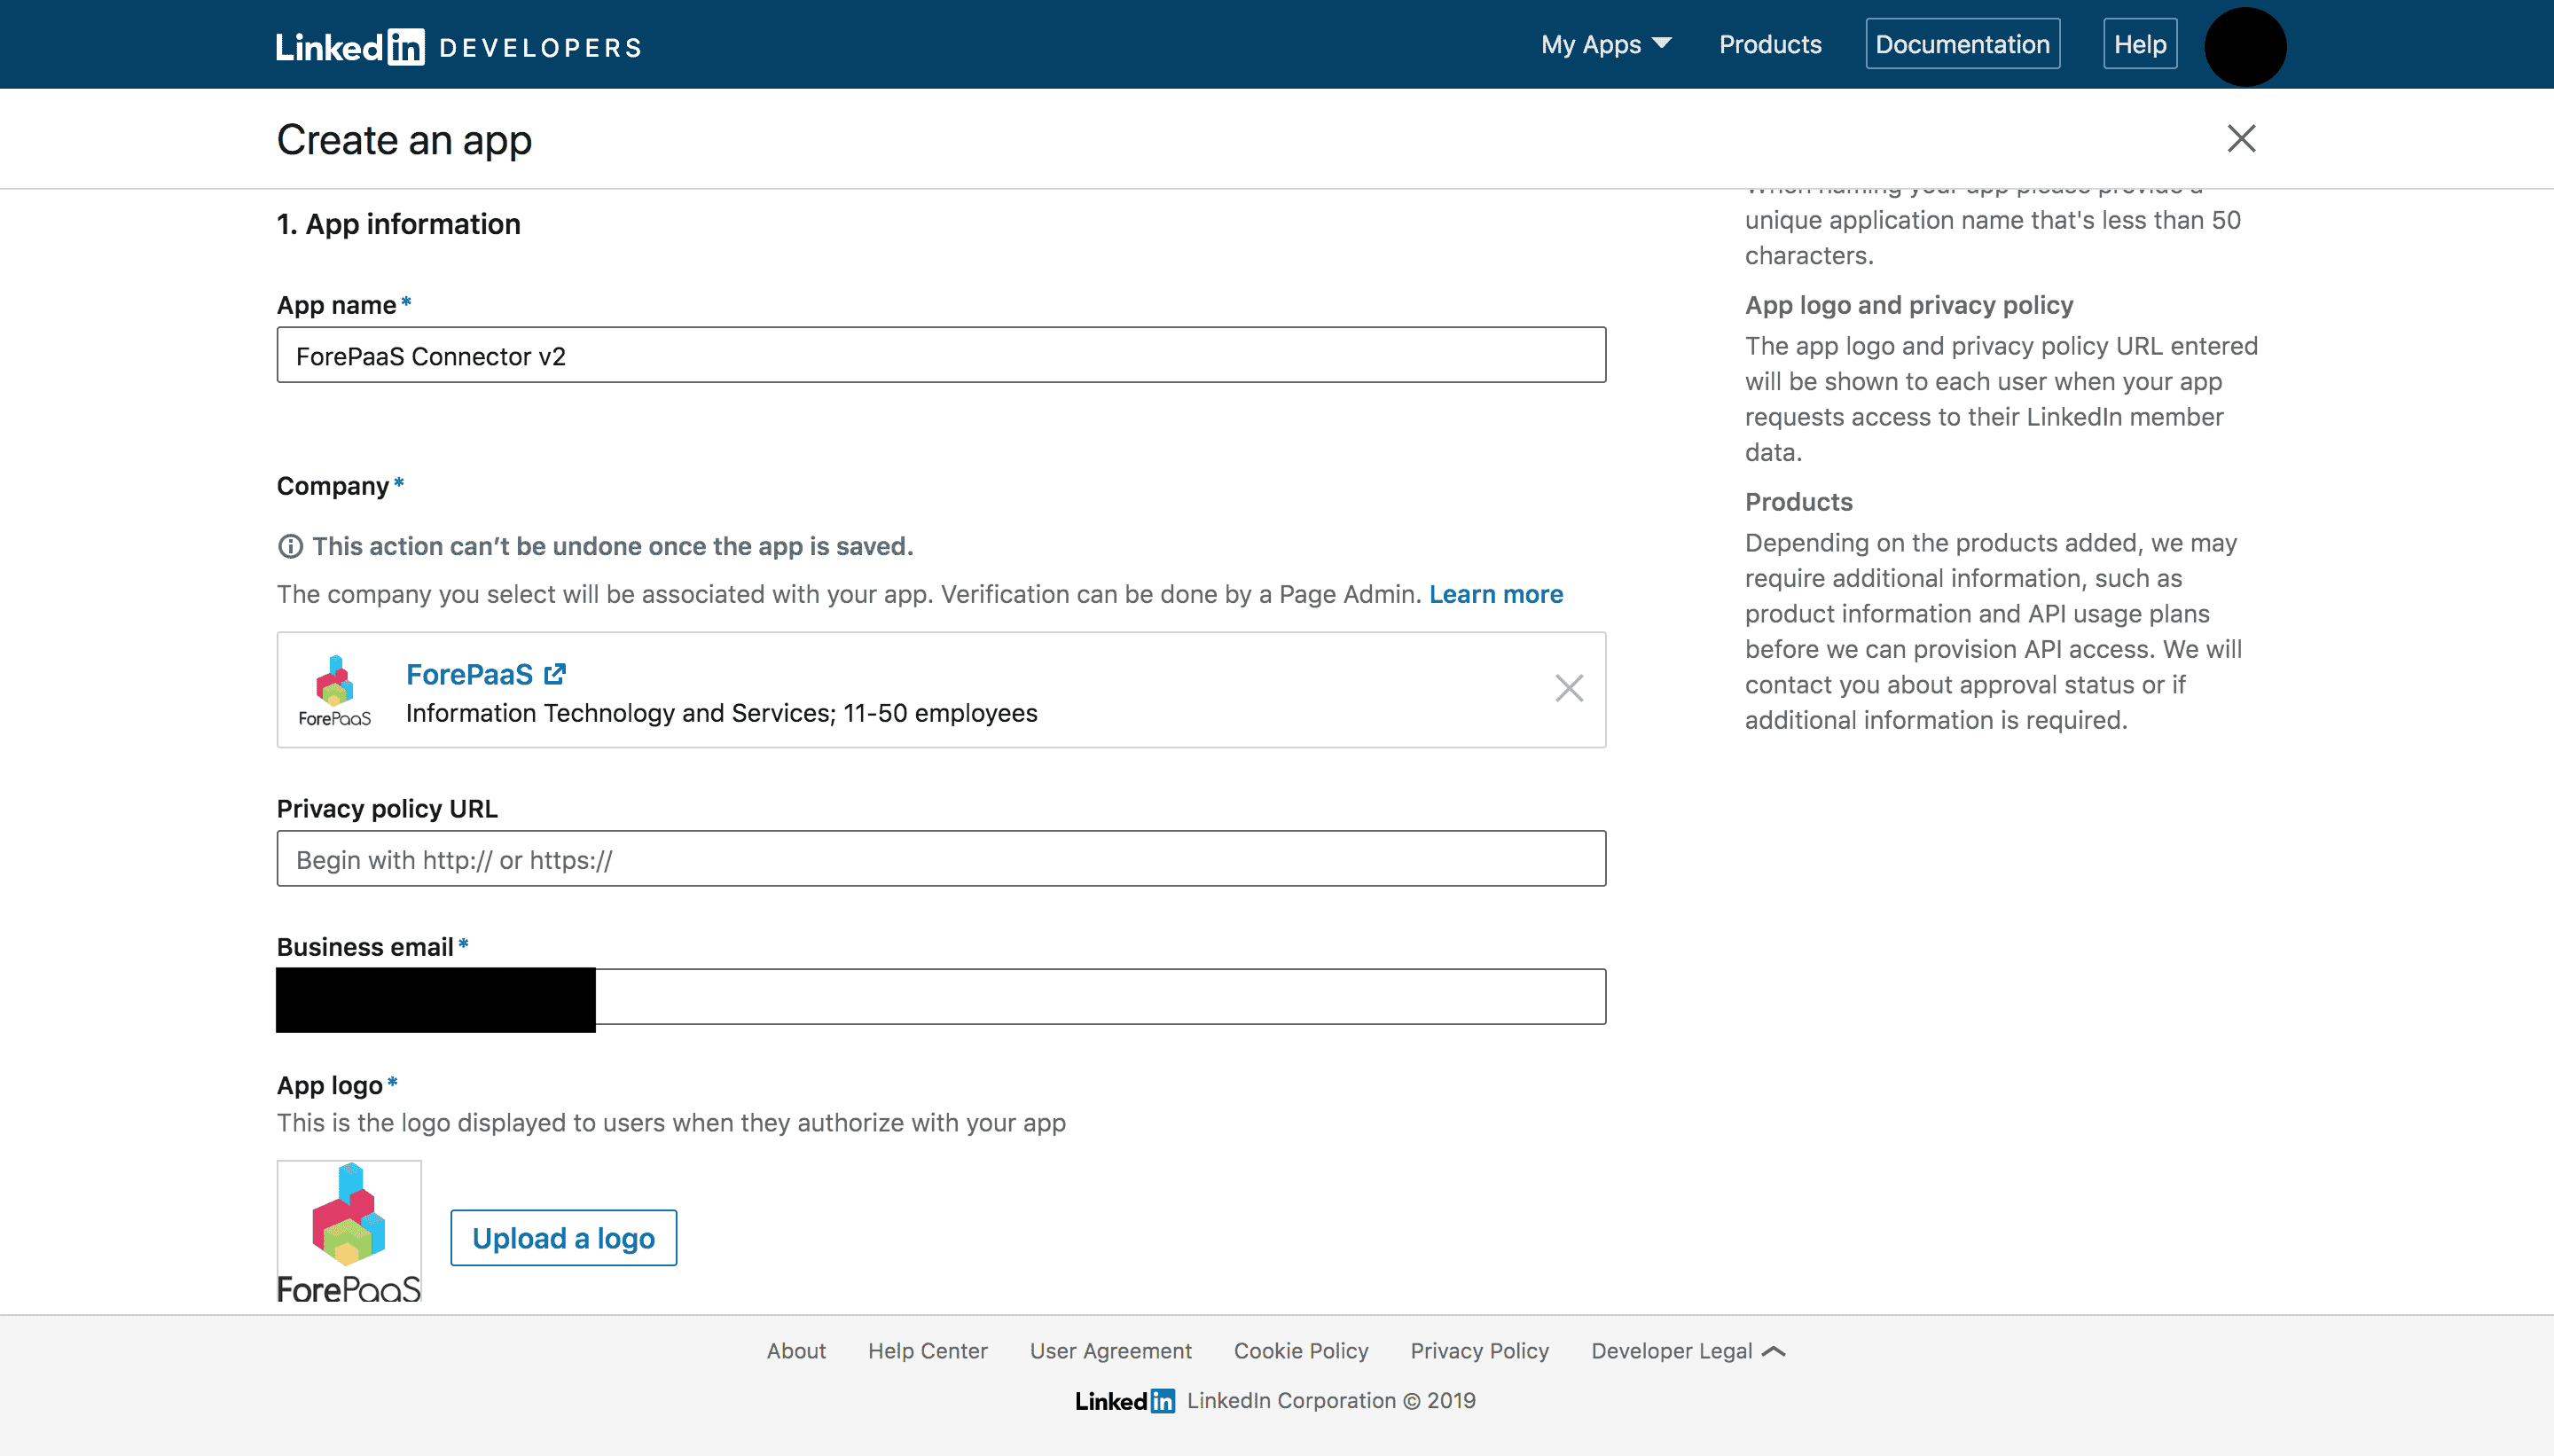 Linked in DEVELOPERS
My Apps
Products
Documentation
Help
Create an app
1. App information
App name*
ForePaaS Connector v2
Company*
This action can’t be undone once the app is saved.
The company you select will be associated with your app. Verification can be done by a Page Admin. Learn more
ForePaaS
ForePaaS
Information Technology and Services; 11-50 employees
Privacy policy URL
Begin with http:// or https://
Business email*
App logo*
This is the logo displayed to users when they authorize with your app
ForePaaS
Upload a logo
When naming your app please provide a
unique application name that's less than 50
characters.
App logo and privacy policy
The app logo and privacy policy URL entered
will be shown to each user when your app
requests access to their LinkedIn member
data.
Products
Depending on the products added, we may
require additional information, such as
product information and API usage plans
before we can provision API access. We will
contact you about approval status or if
additional information is required.
About
Help Center
User Agreement
Cookie Policy
Privacy Policy
Developer Legal
Linked in LinkedIn Corporation © 2019